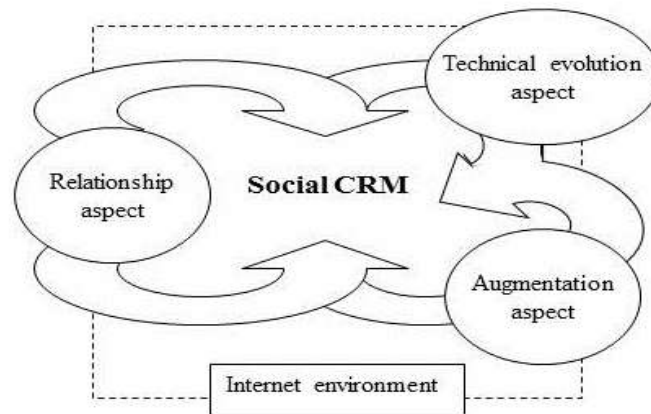 Technical evolution
aspect
Relationship
aspect
Social CRM
Augmentation
aspect
Internet environment